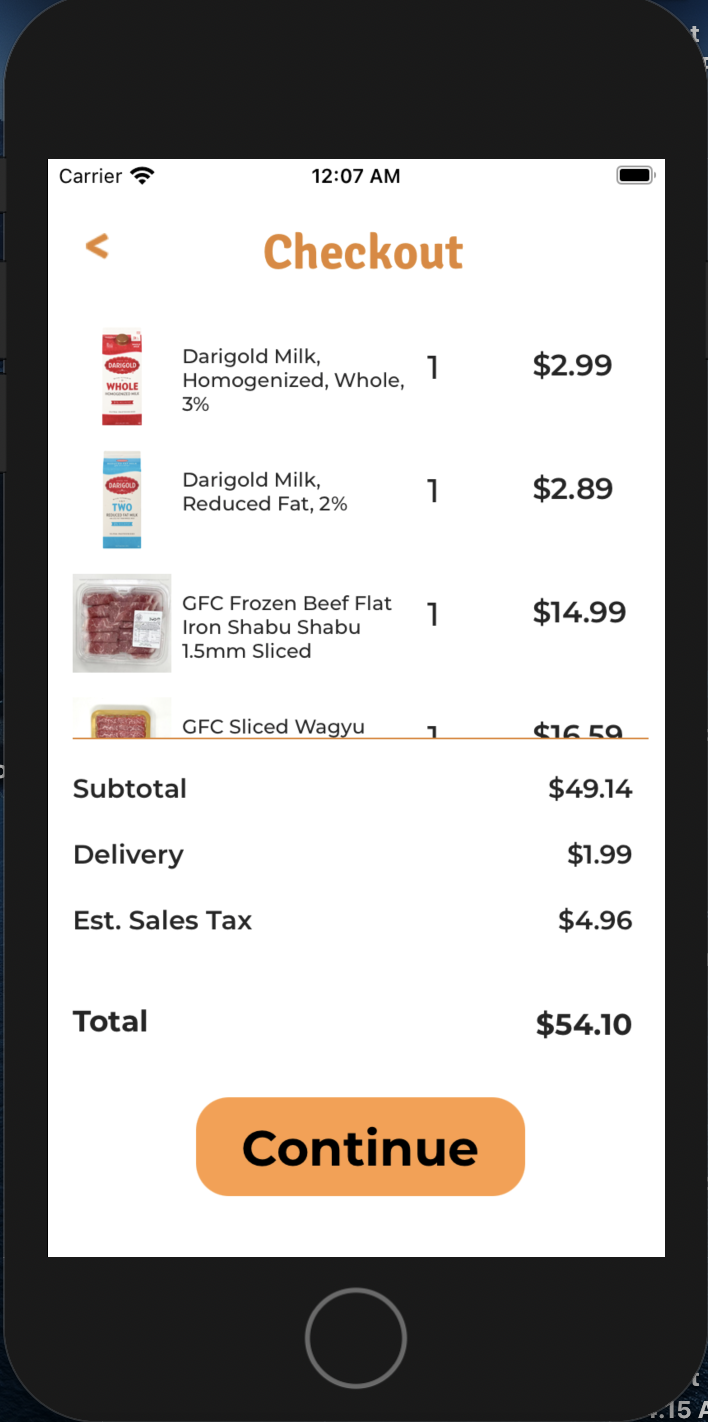 Carrier 12:07 AM
< Checkout
Darigold Milk,
Homogenized, Whole,
3%
1 $2.99
DARIGOLD
WHOLE
Darigold Milk,
Reduced Fat, 2%
1 $2.89
DARIGOLD
TWO
REDUCED FAT MILK
GFC Frozen Beef Flat
Iron Shabu Shabu
1.5mm Sliced
1 $14.99
GFC Sliced Wagyu
1 $16.59
Subtotal $49.14
Delivery $1.99
Est. Sales Tax $4.96
Total $54.10
Continue